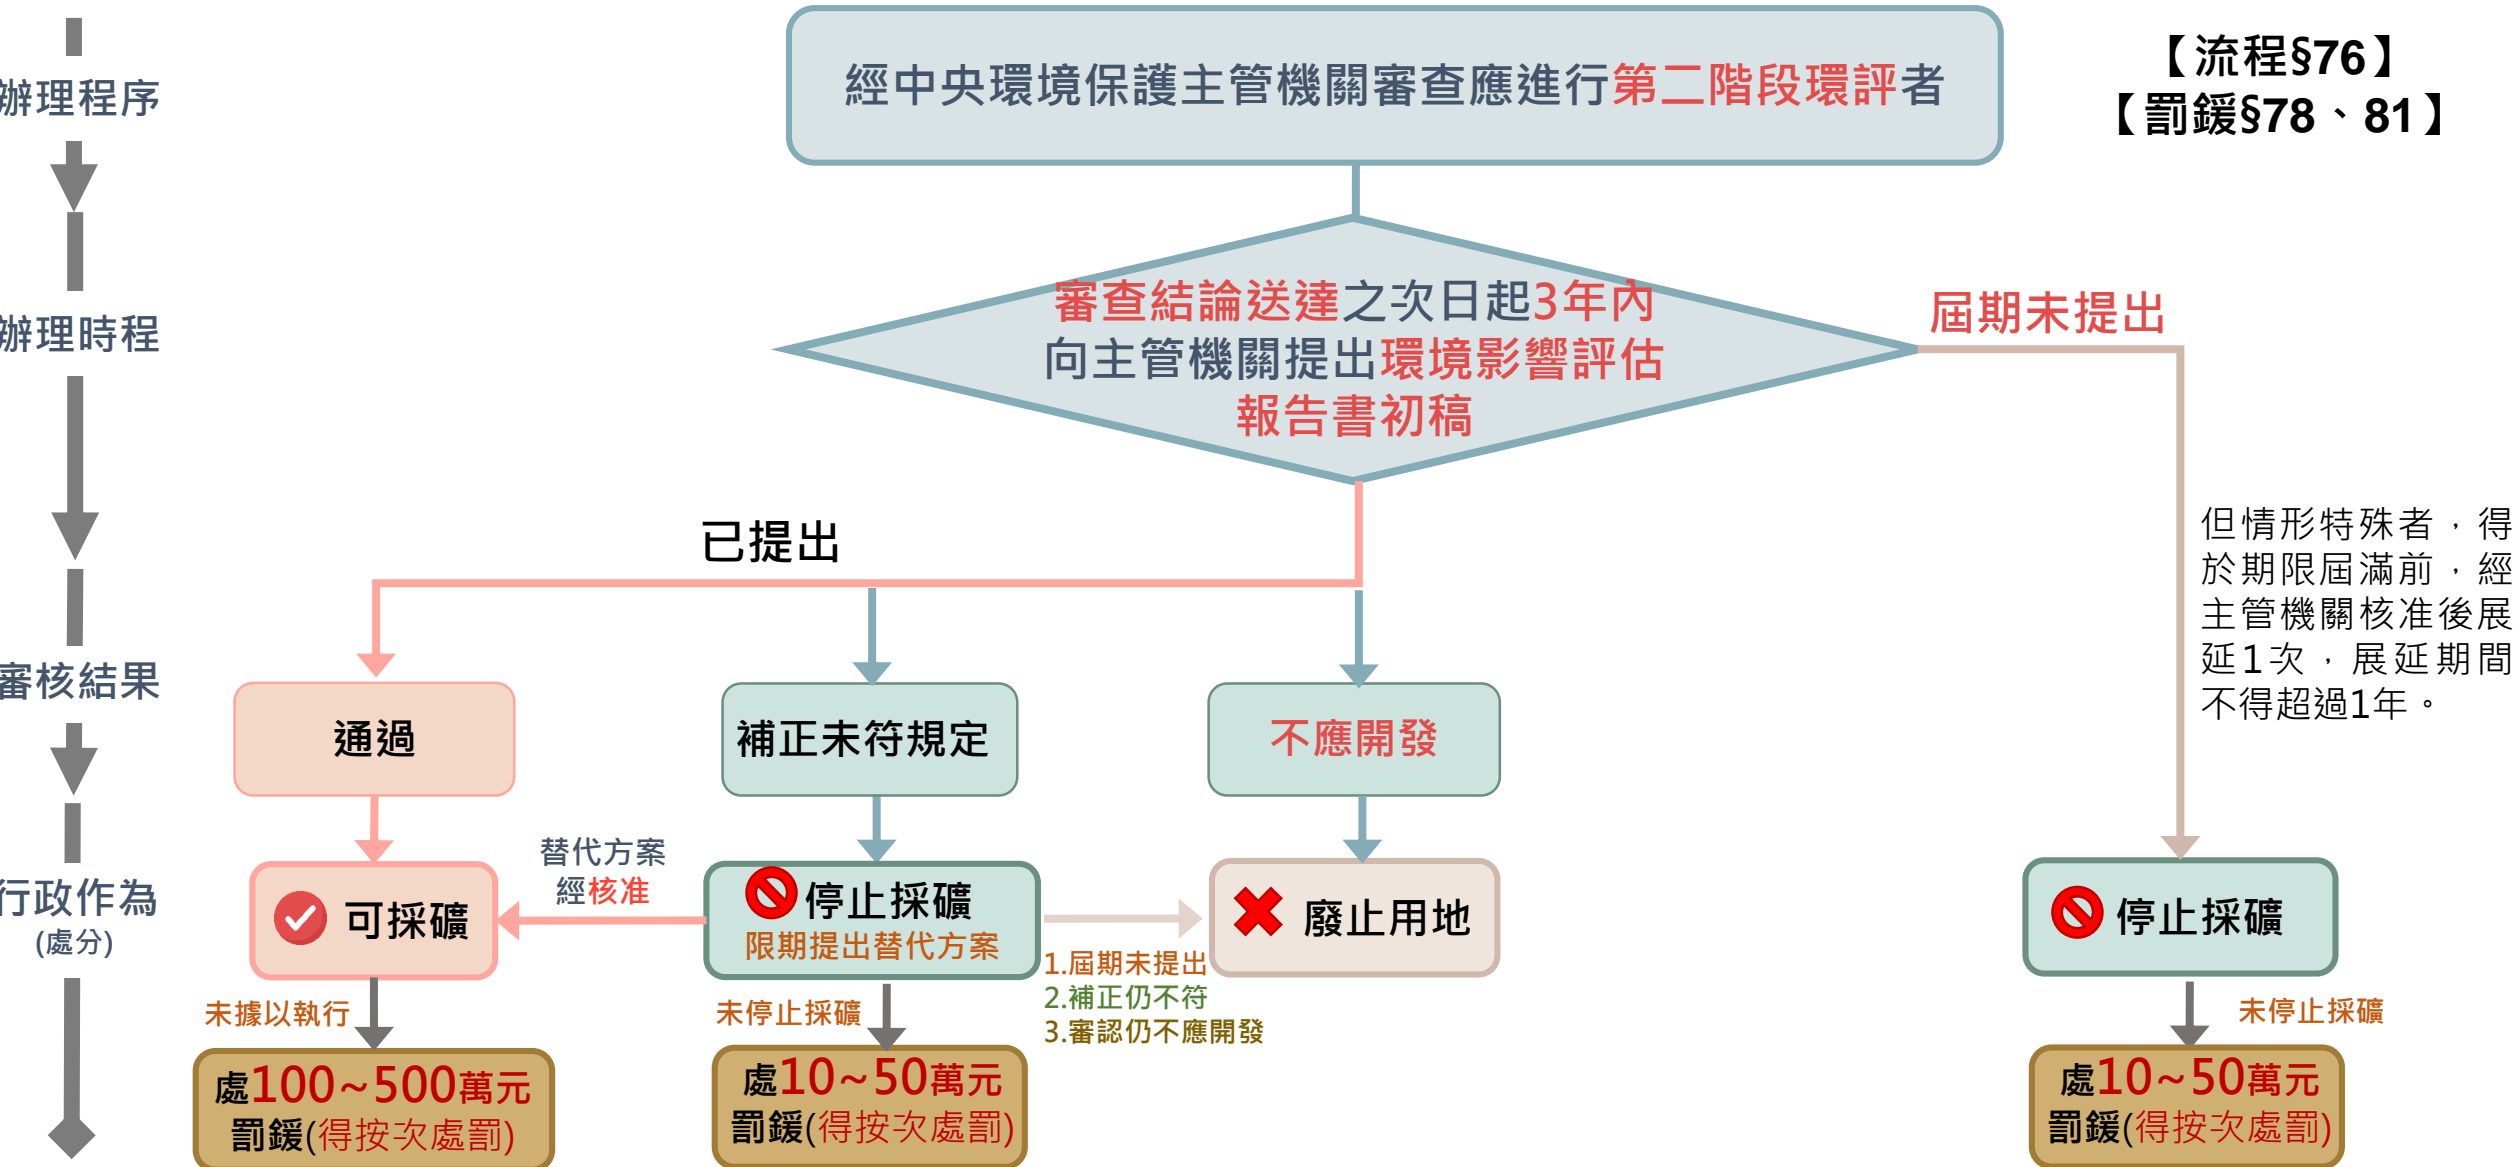 辦理程序
經中央環境保護主管機關審查應進行第二階段環評者
【流程§76】
【罰鍰§78、81】
辦理時程
審查結論送達之次日起3年內
向主管機關提出環境影響評估
報告書初稿
屆期未提出
已提出
但情形特殊者，得
於期限屆滿前，經
主管機關核准後展
延1次，展延期間
不得超過1年。
審核結果
通過
補正未符規定
不應開發
行政作為
(處分)
可採礦
替代方案
經核准
停止採礦
限期提出替代方案
1.屆期未提出
2.補正仍不符
3.審認仍不應開發
廢止用地
停止採礦
未據以執行
未停止採礦
未停止採礦
處100~500萬元
罰鍰(得按次處罰)
處10~50萬元
罰鍰(得按次處罰)
處10~50萬元
罰鍰(得按次處罰)